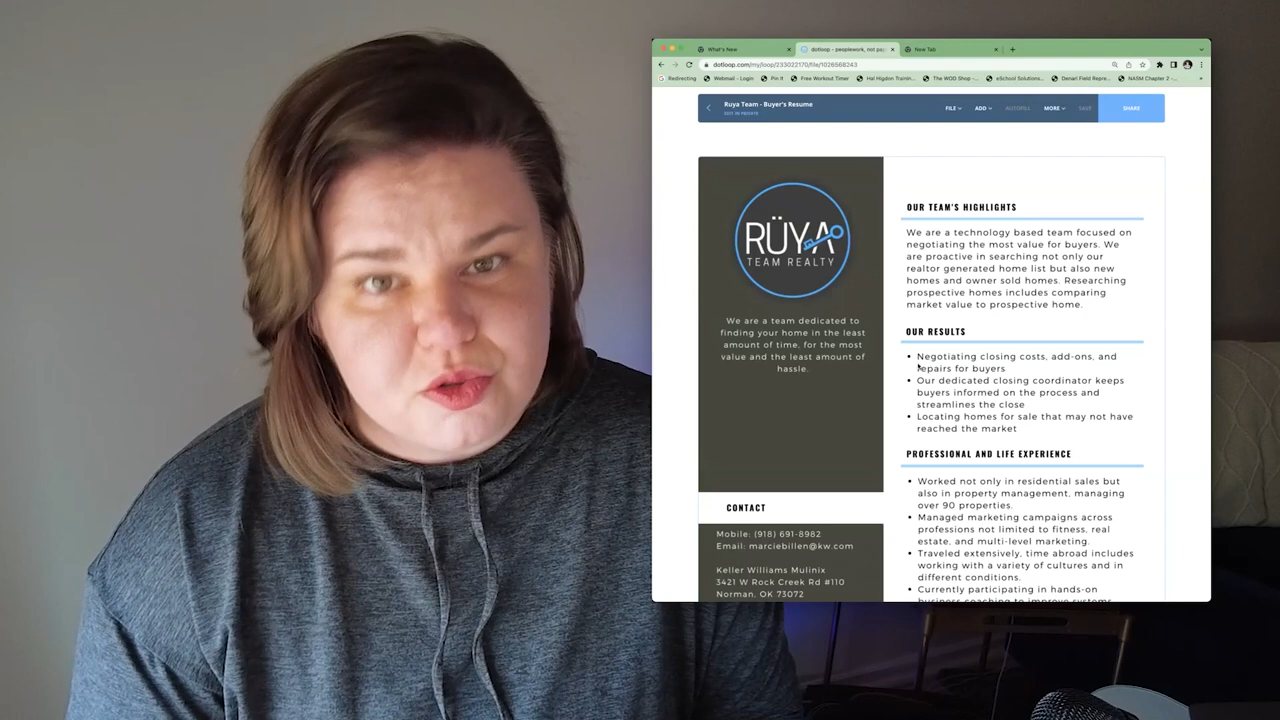 What's New
dotloop - peoplework, not pap
New Tab
dotloop.com/my/loop/233022170/file/1026568243
Redirecting
Webmail - Login
Pin It
Free Workout Timer
Hal Higdon Trainin...
The WOD Shop -...
eSchool Solutions...
Denali Field Repre...
NASM Chapter 2 -...
Ruya Team - Buyer's Resume
EDIT IN PRIVATE
FILE
ADD
AUTOFILL
MORE
SAVE
SHARE
RÜYA
TEAM REALTY
We are a team dedicated to
finding your home in the least
amount of time, for the most
value and the least amount of
hassle.
CONTACT
Mobile: (918) 691-8982
Email: marciebillen@kw.com
Keller Williams Mulinix
3421 W Rock Creek Rd #110
Norman, OK 73072
OUR TEAM'S HIGHLIGHTS
We are a technology based team focused on
negotiating the most value for buyers. We
are proactive in searching not only our
realtor generated home list but also new
homes and owner sold homes. Researching
prospective homes includes comparing
market value to prospective home.
OUR RESULTS
• Negotiating closing costs, add-ons, and
repairs for buyers
• Our dedicated closing coordinator keeps
buyers informed on the process and
streamlines the close
• Locating homes for sale that may not have
reached the market
PROFESSIONAL AND LIFE EXPERIENCE
• Worked not only in residential sales but
also in property management, managing
over 90 properties.
• Managed marketing campaigns across
professions not limited to fitness, real
estate, and multi-level marketing.
• Traveled extensively, time abroad includes
working with a variety of cultures and in
different conditions.
• Currently participating in hands-on
business coaching to improve systems